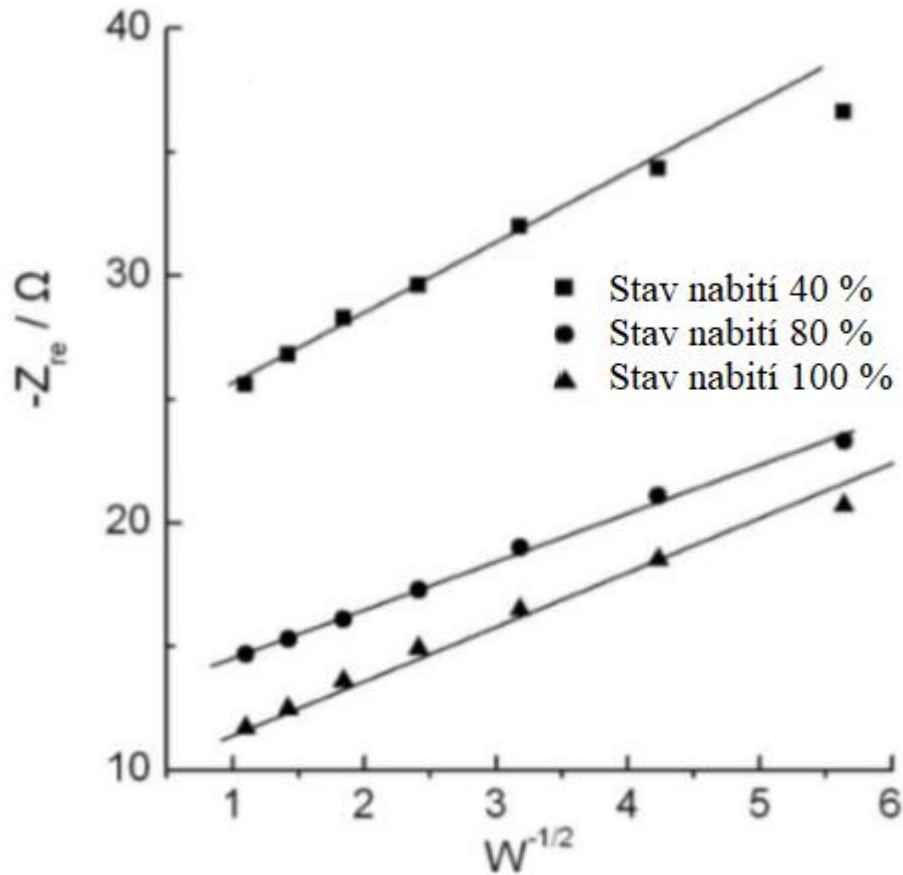 40
30
20
10
-Z_re / Ω
Stav nabití 40 %
Stav nabití 80 %
Stav nabití 100 %
1 2 3 4 5 6
W^-1/2